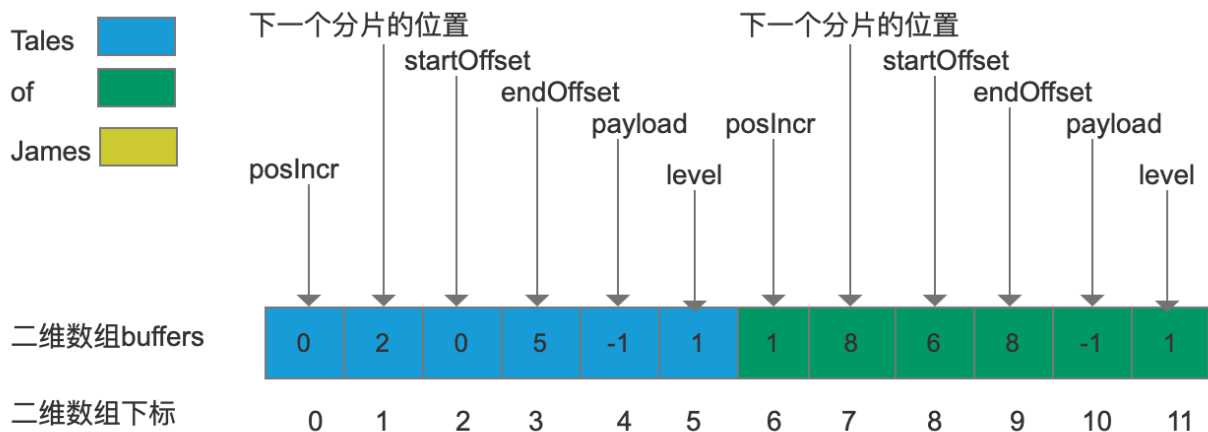 Tales
of
James
下一个分片的位置 下一个分片的位置
startOffset startOffset
endOffset endOffset
payload posIncr payload
posIncr level level
二维数组buffers 0 2 0 5 -1 1 1 8 6 8 -1 1
二维数组下标 0 1 2 3 4 5 6 7 8 9 10 11